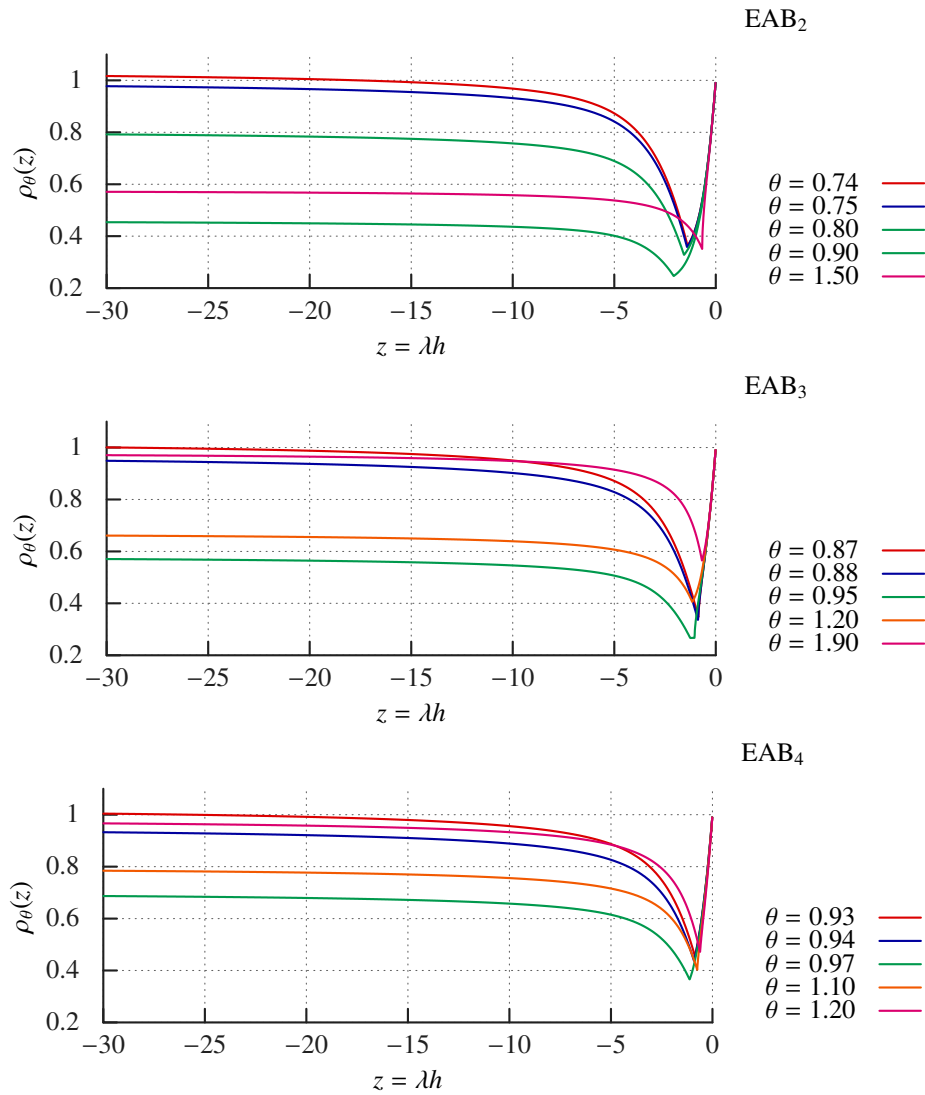 EAB₂
1
0.8
0.6
0.4
0.2
ρθ(z)
−30 −25 −20 −15 −10 −5 0
z = λh
θ = 0.74
θ = 0.75
θ = 0.80
θ = 0.90
θ = 1.50
EAB₃
1
0.8
0.6
0.4
0.2
ρθ(z)
−30 −25 −20 −15 −10 −5 0
z = λh
θ = 0.87
θ = 0.88
θ = 0.95
θ = 1.20
θ = 1.90
EAB₄
1
0.8
0.6
0.4
0.2
ρθ(z)
−30 −25 −20 −15 −10 −5 0
z = λh
θ = 0.93
θ = 0.94
θ = 0.97
θ = 1.10
θ = 1.20